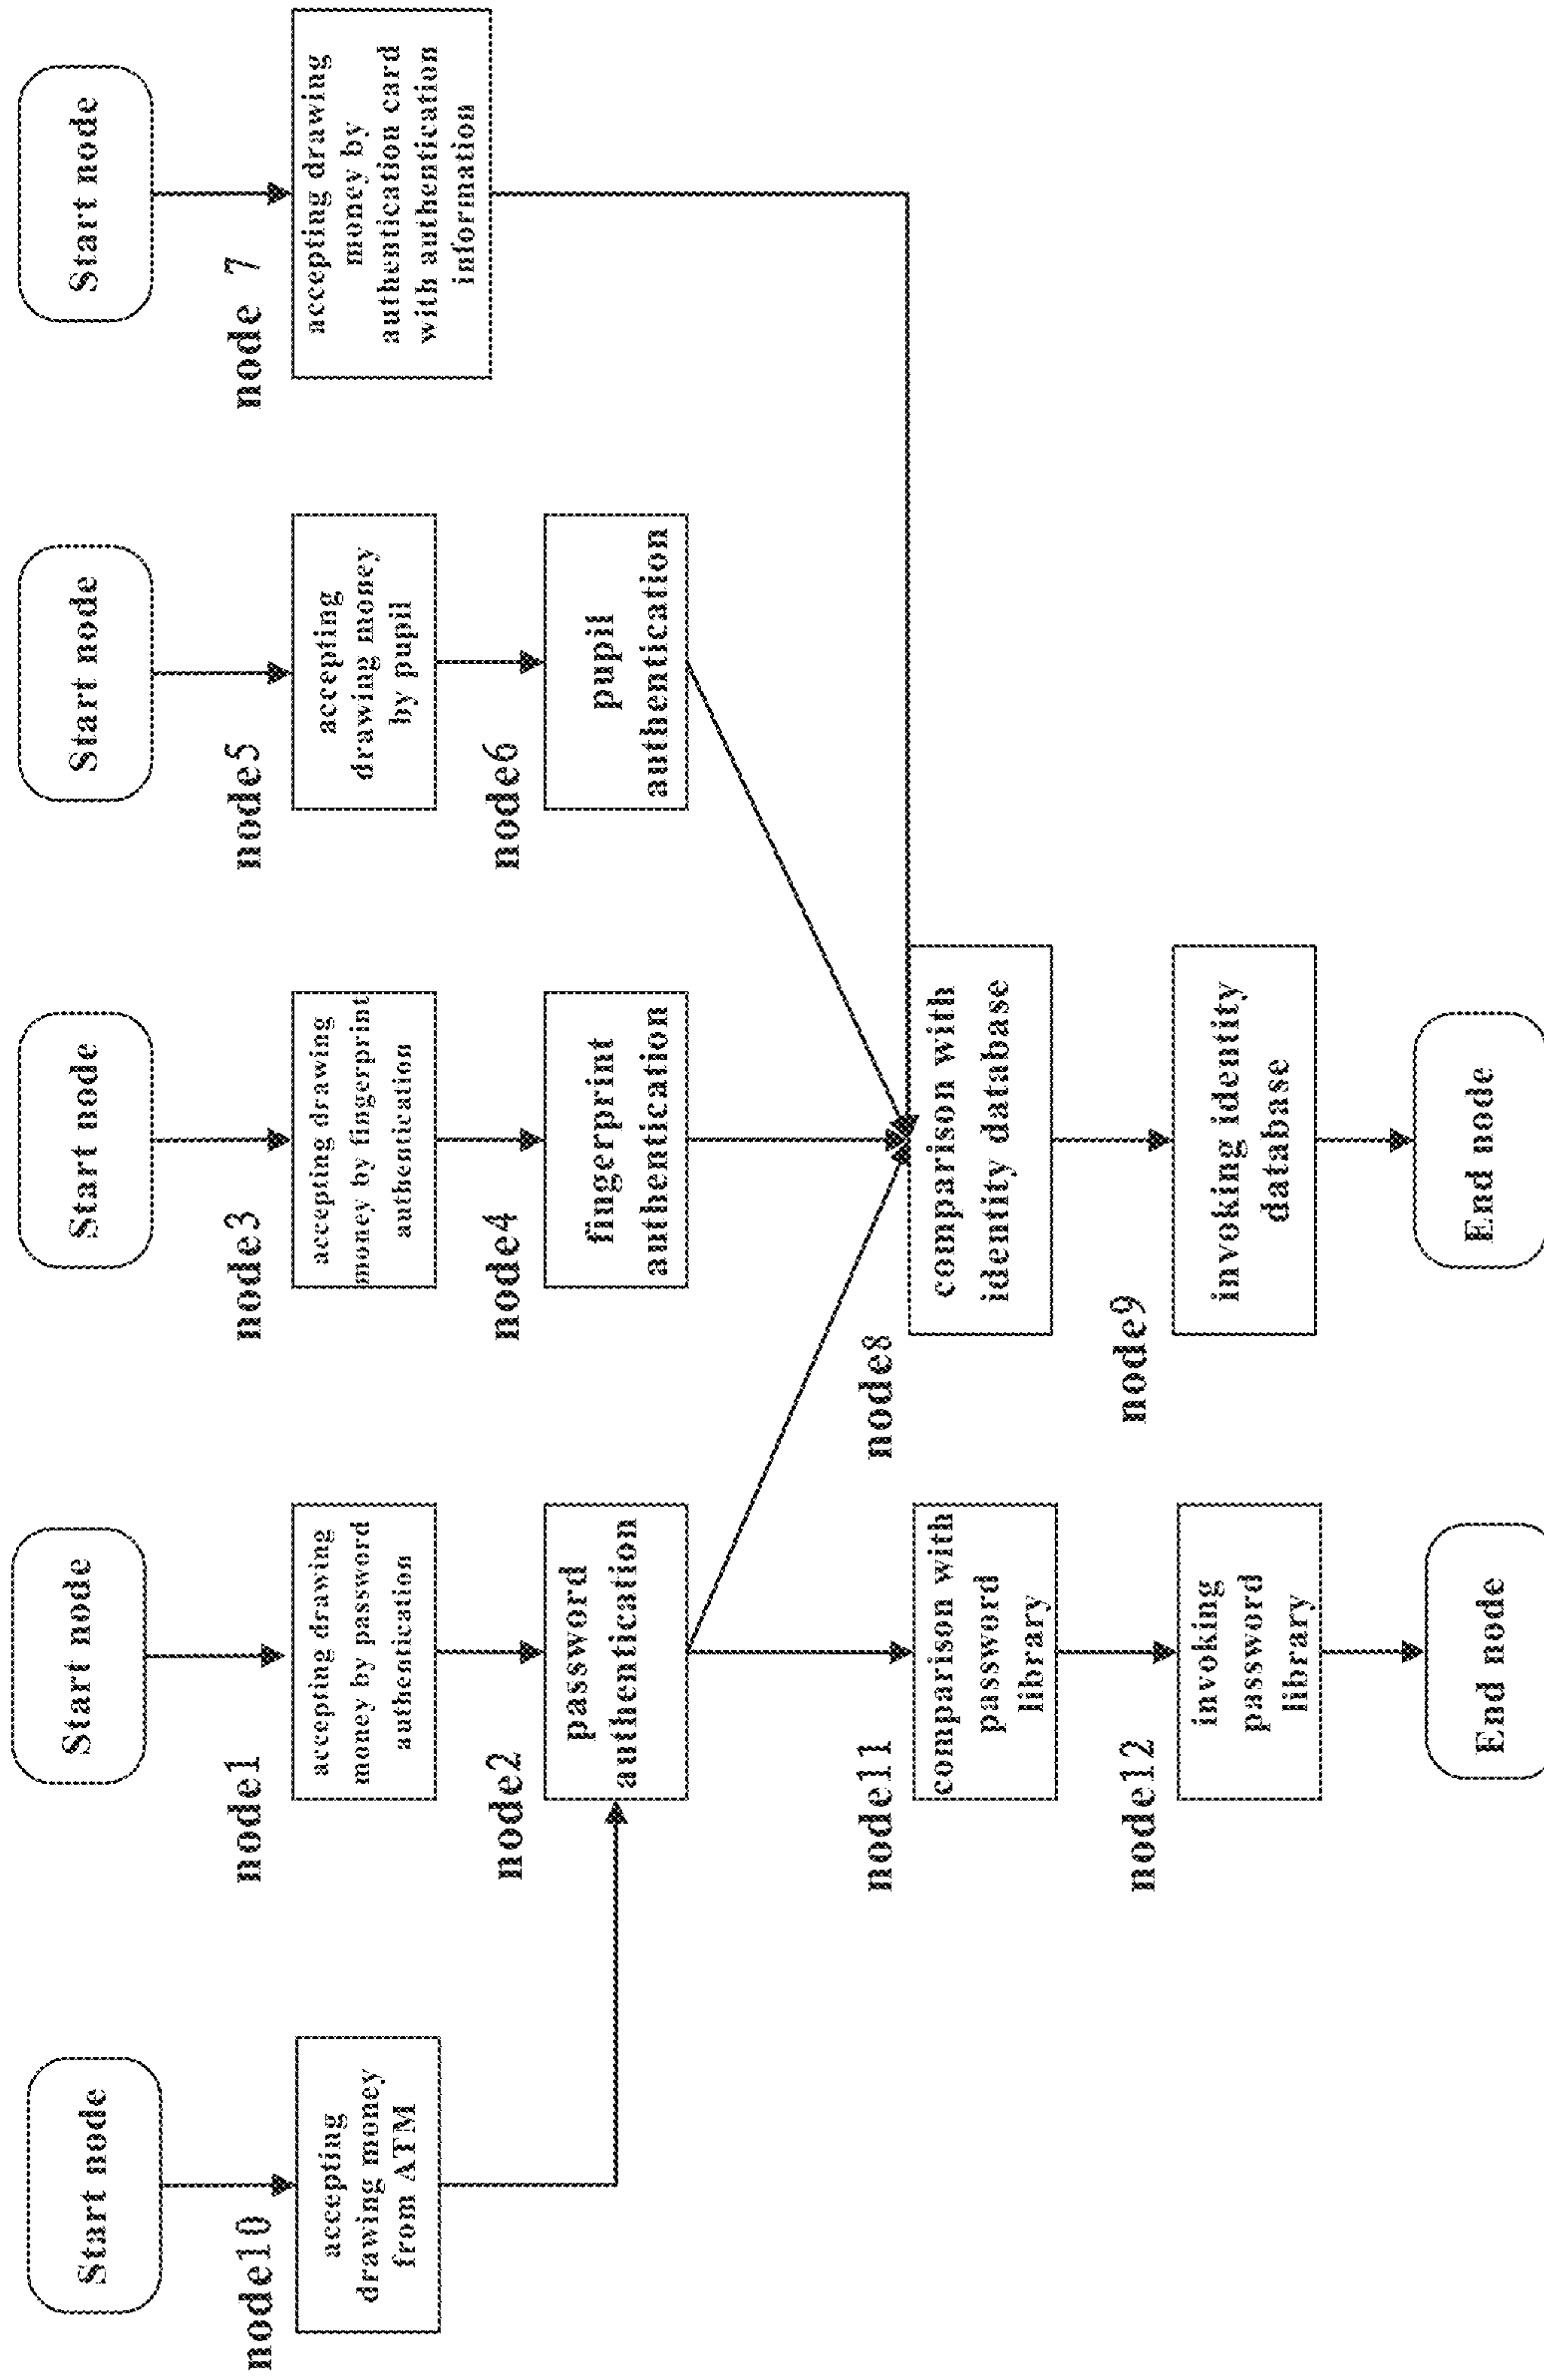 Start node
Start node
Start node
Start node
Start node
node10
accepting
drawing money
from ATM
node1
accepting drawing
money by password
authentication
node3
accepting drawing
money by fingerprint
authentication
node5
accepting
drawing money
by pupil
node 7
accepting drawing
money by
authentication card
with authentication
information
node2
password
authentication
node4
fingerprint
authentication
node6
pupil
authentication
node11
comparison with
password
library
node8
comparison with
identity database
node12
invoking
password
library
node9
invoking identity
database
End node
End node